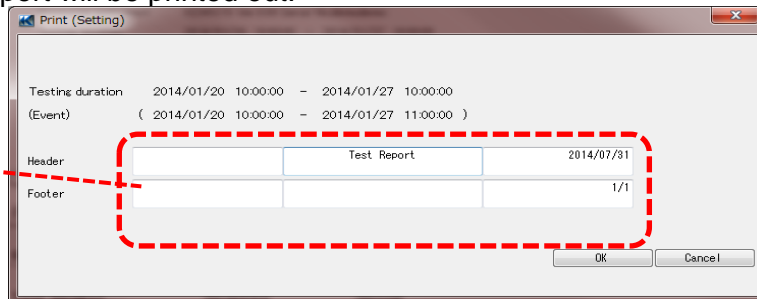 port will be printed out.
Print (Setting)
Testing duration 2014/01/20 10:00:00 - 2014/01/27 10:00:00
(Event) ( 2014/01/20 10:00:00 - 2014/01/27 11:00:00 )
Header Test Report 2014/07/31
Footer 1/1
OK Cancel